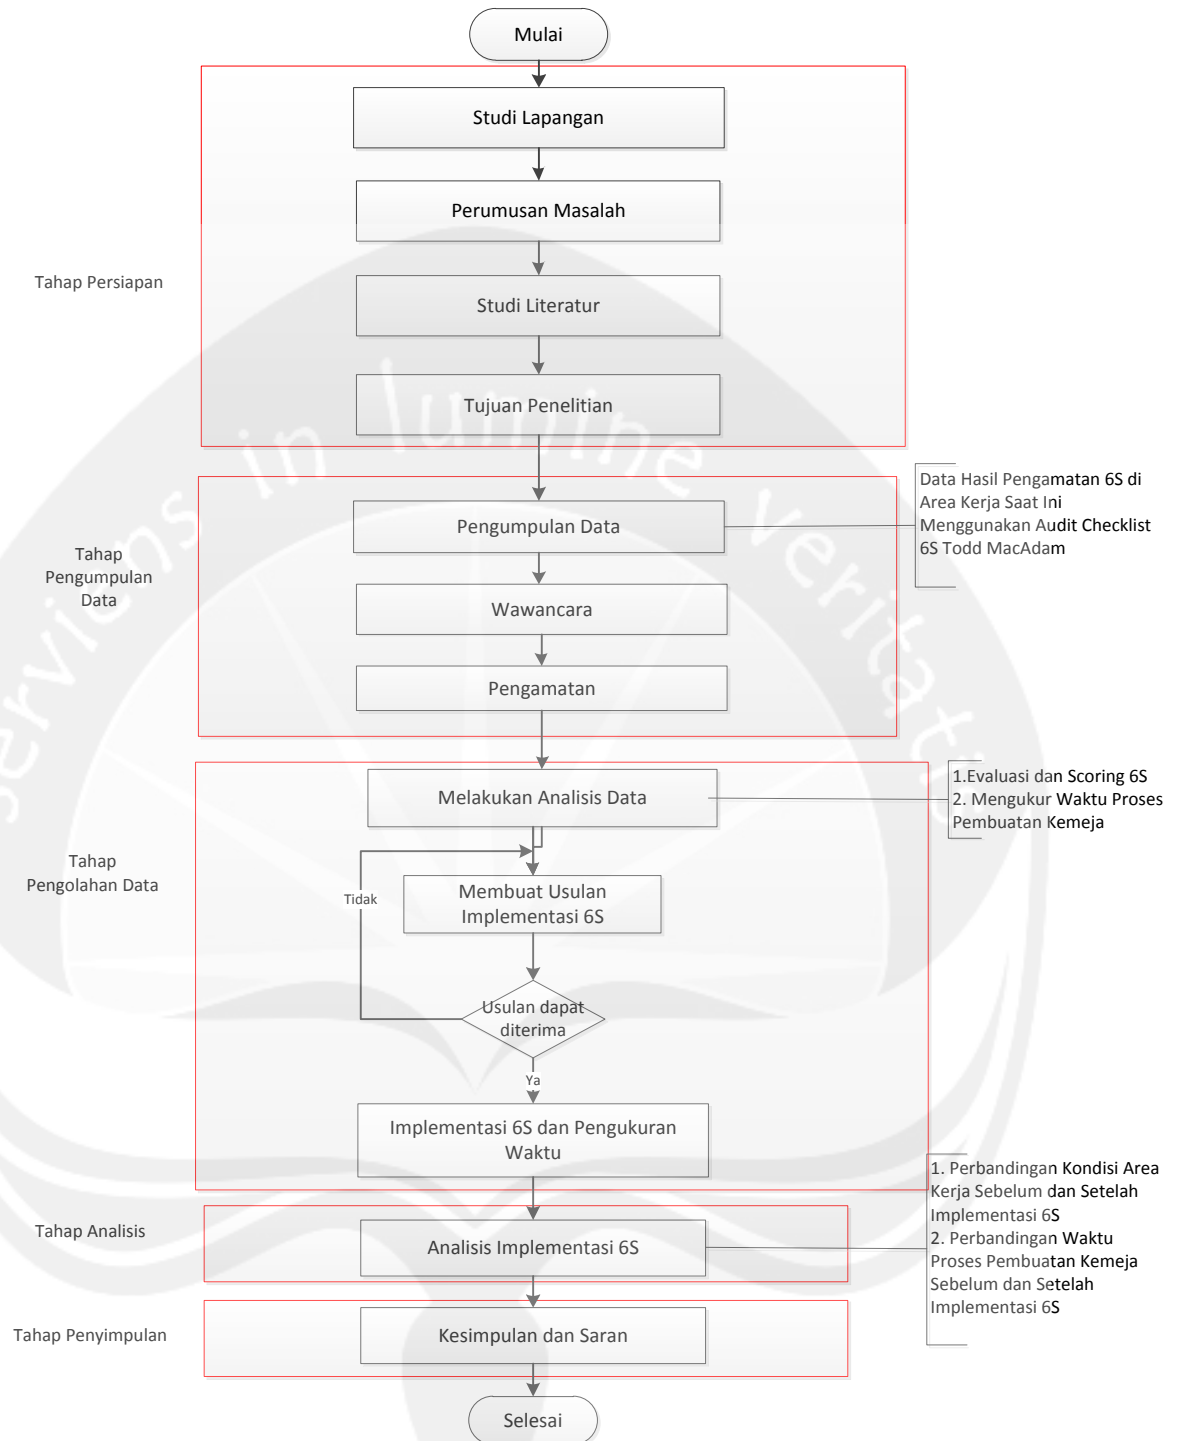 Mulai
Studi Lapangan
Perumusan Masalah
Tahap Persiapan
Studi Literatur
Tujuan Penelitian
serviens in lumine veritatis
Data Hasil Pengamatan 6S di
Area Kerja Saat Ini
Menggunakan Audit Checklist
6S Todd MacAdam
Pengumpulan Data
Tahap
Pengumpulan
Data
Wawancara
Pengamatan
Melakukan Analisis Data
1.Evaluasi dan Scoring 6S
2. Mengukur Waktu Proses
Pembuatan Kemeja
Tahap
Pengolahan Data
Tidak
Membuat Usulan
Implementasi 6S
Usulan dapat
diterima
Ya
Implementasi 6S dan Pengukuran
Waktu
1. Perbandingan Kondisi Area
Kerja Sebelum dan Setelah
Implementasi 6S
2. Perbandingan Waktu
Proses Pembuatan Kemeja
Sebelum dan Setelah
Implementasi 6S
Tahap Analisis
Analisis Implementasi 6S
Tahap Penyimpulan
Kesimpulan dan Saran
Selesai